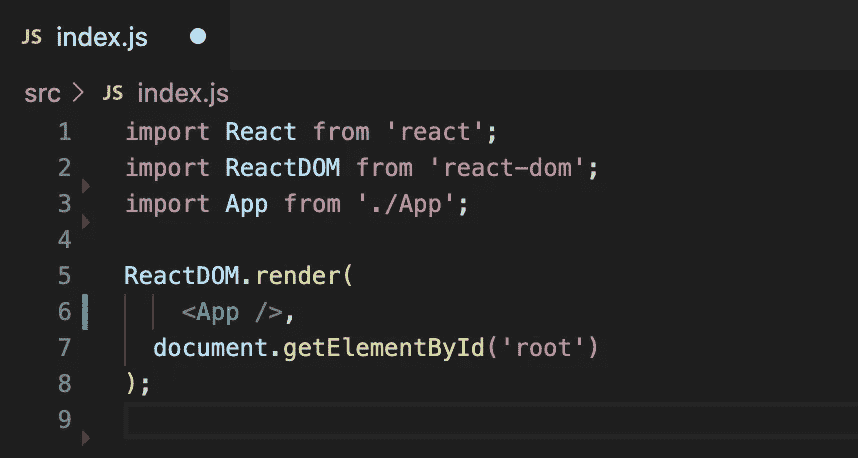 JS index.js
src > JS index.js
1 import React from 'react';
2 import ReactDOM from 'react-dom';
3 import App from './App';
4
5 ReactDOM.render(
6     <App />,
7   document.getElementById('root')
8 );
9